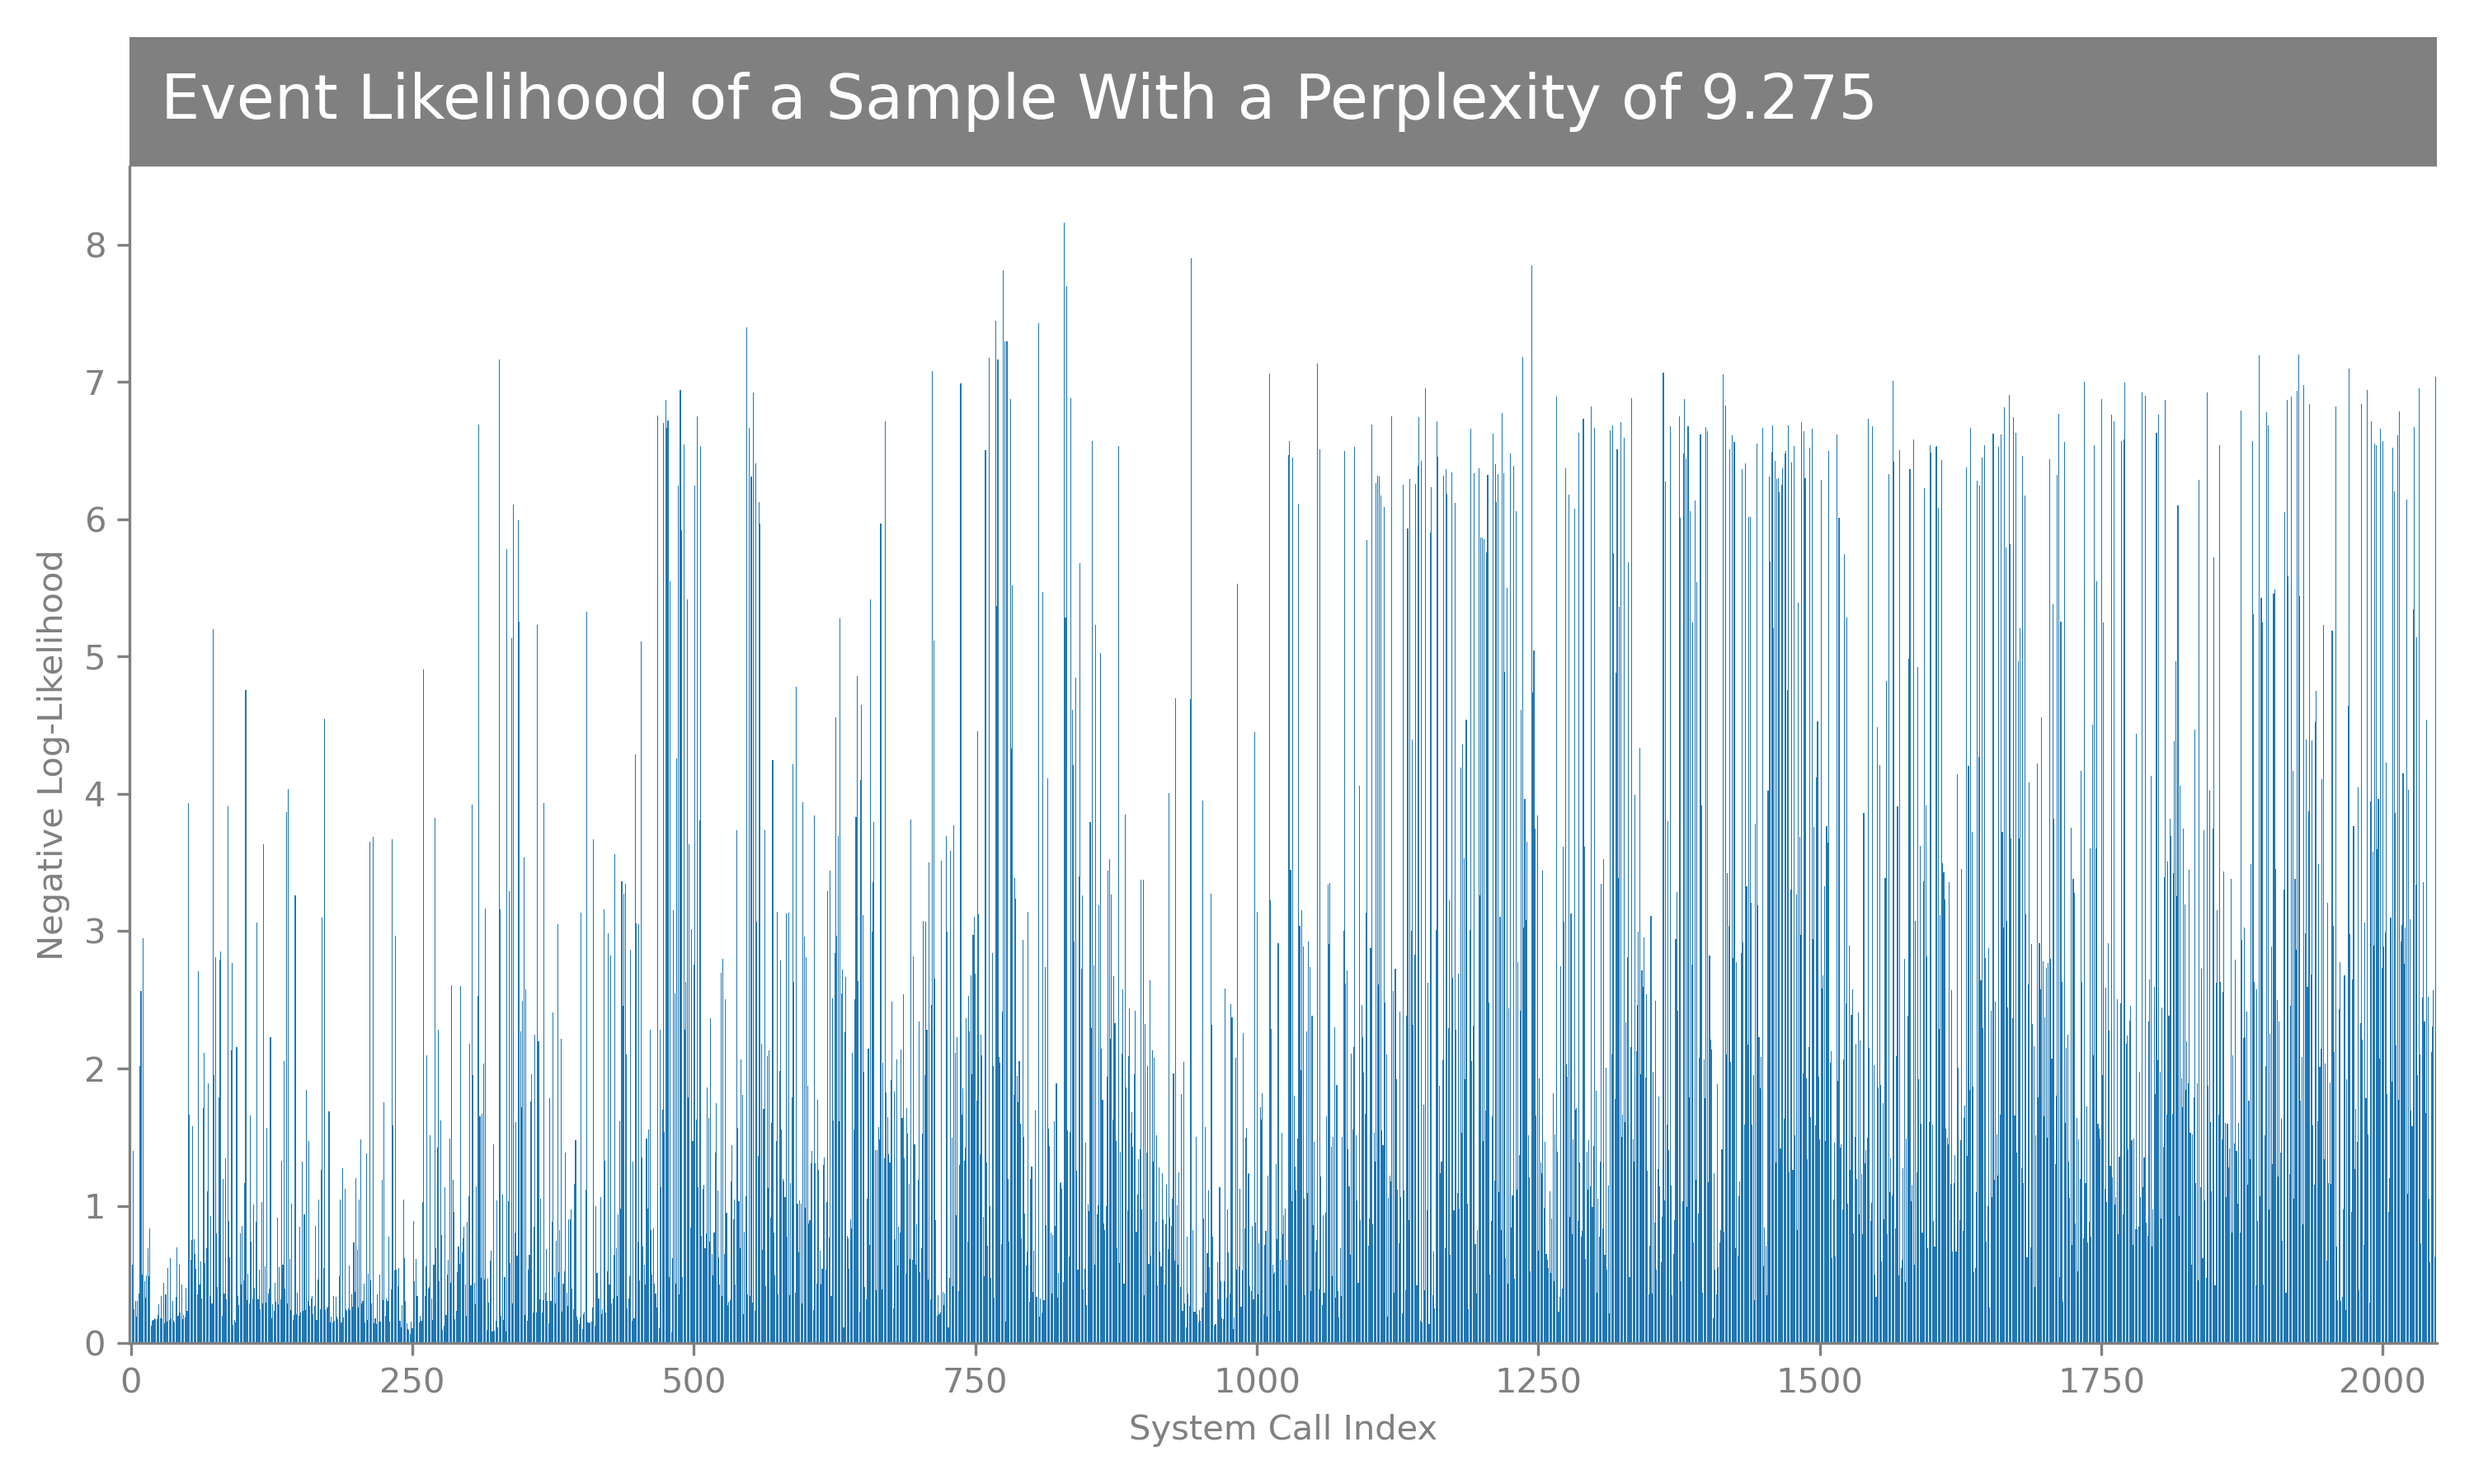 Event Likelihood of a Sample With a Perplexity of 9.275
8
7
6
5
4
3
2
1
0
Negative Log-Likelihood
0 250 500 750 1000 1250 1500 1750 2000
System Call Index